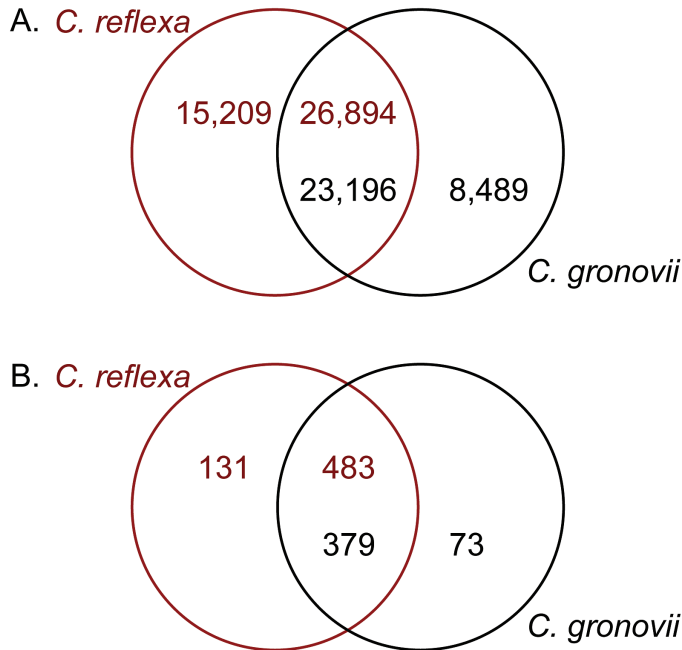 A. C. reflexa
15,209 26,894
23,196 8,489
C. gronovii
B. C. reflexa
131 483
379 73
C. gronovii